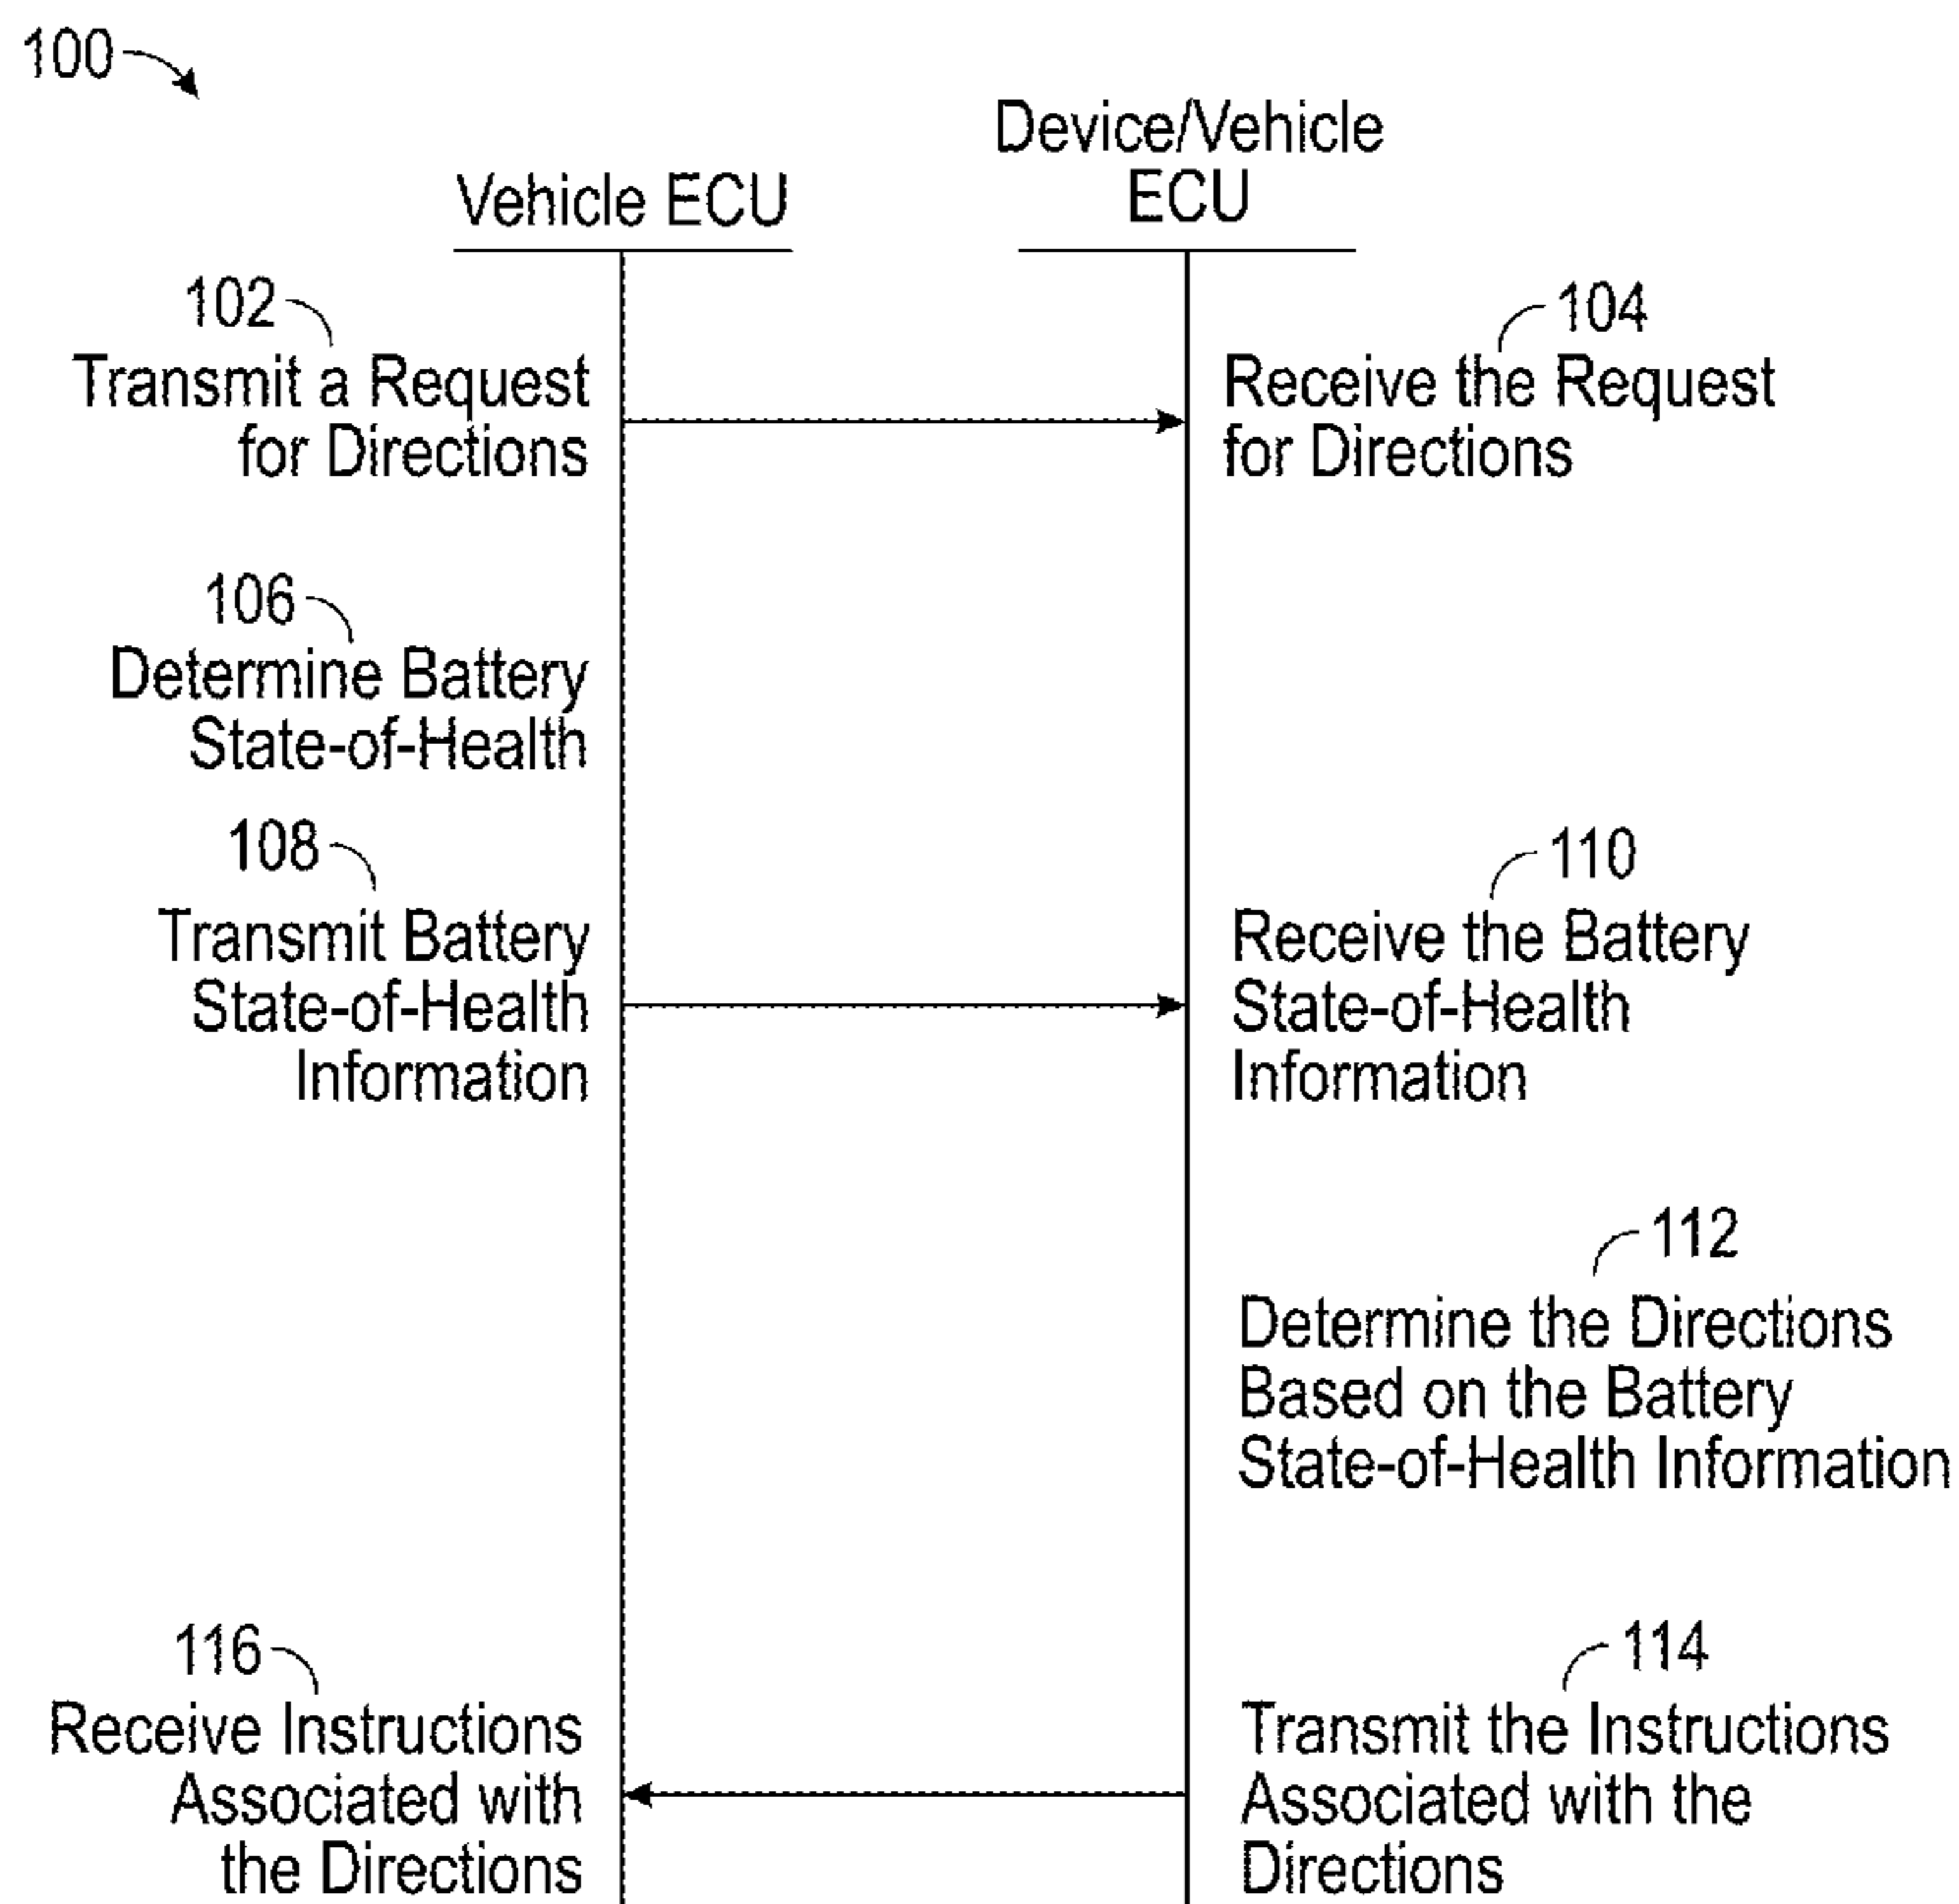 100
Vehicle ECU
Device/Vehicle
ECU
102
Transmit a Request
for Directions
104
Receive the Request
for Directions
106
Determine Battery
State-of-Health
108
Transmit Battery
State-of-Health
Information
110
Receive the Battery
State-of-Health
Information
112
Determine the Directions
Based on the Battery
State-of-Health Information
116
Receive Instructions
Associated with
the Directions
114
Transmit the Instructions
Associated with the
Directions